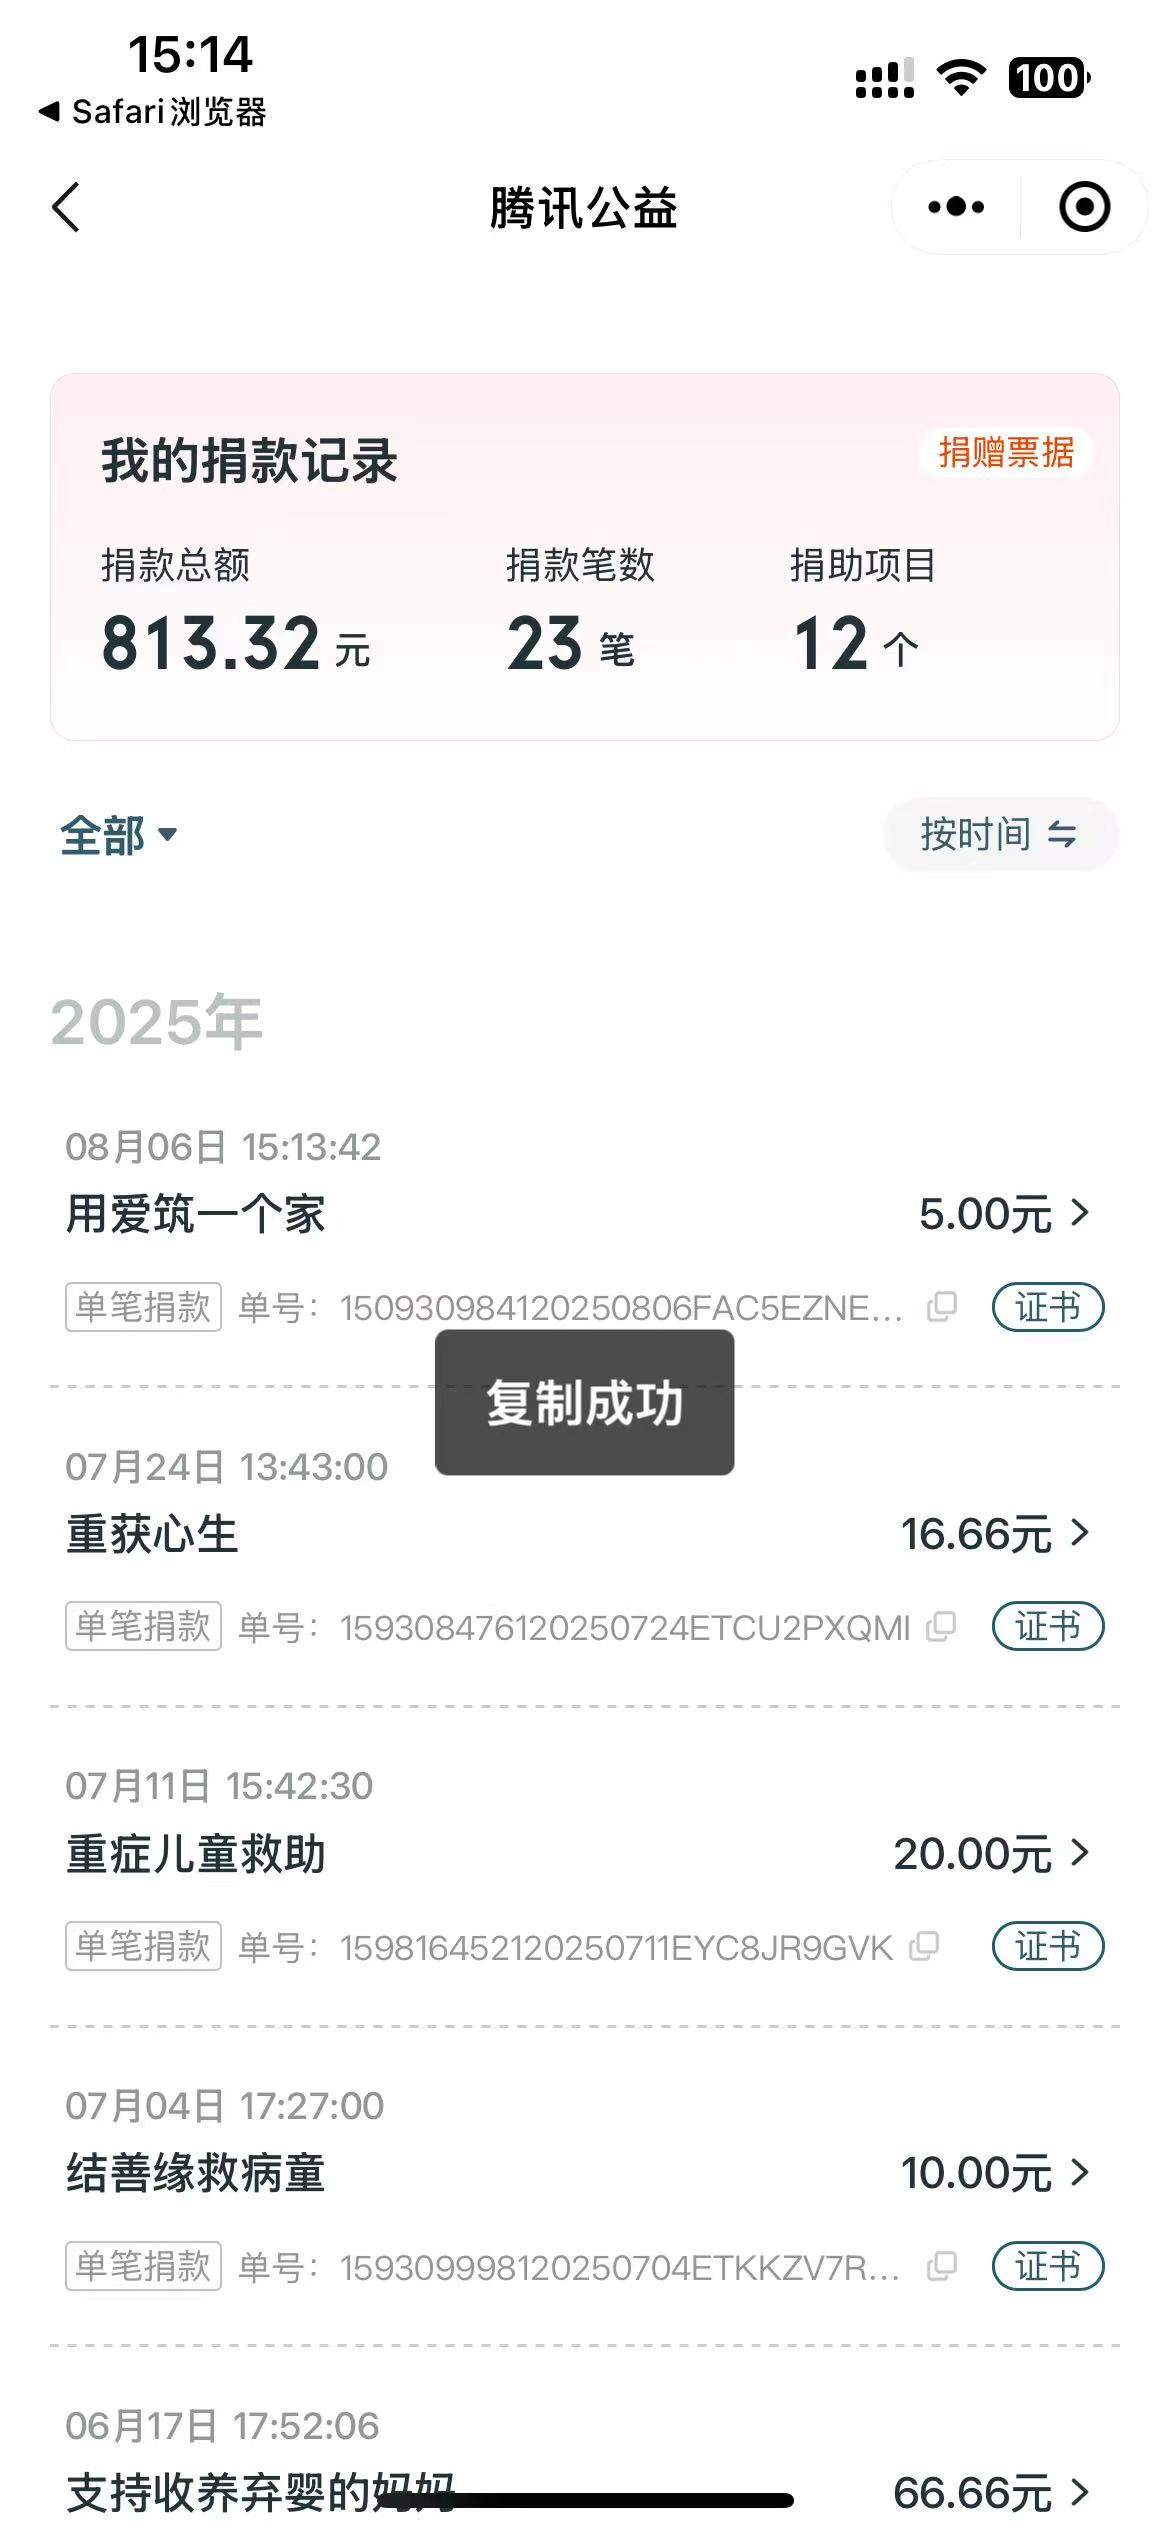 15:14
Safari浏览器
100
腾讯公益
我的捐款记录
捐赠票据
捐款总额 捐款笔数 捐助项目
813.32 元 23 笔 12 个
全部
按时间
2025年
08月06日 15:13:42
用爱筑一个家 5.00元
单笔捐款 单号: 150930984120250806FAC5EZNE... 证书
复制成功
07月24日 13:43:00
重获心生 16.66元
单笔捐款 单号: 159308476120250724ETCU2PXQMI 证书
07月11日 15:42:30
重症儿童救助 20.00元
单笔捐款 单号: 159816452120250711EYC8JR9GVK 证书
07月04日 17:27:00
结善缘救病童 10.00元
单笔捐款 单号: 159309998120250704ETKKZV7R... 证书
06月17日 17:52:06
支持收养弃婴的妈妈 66.66元